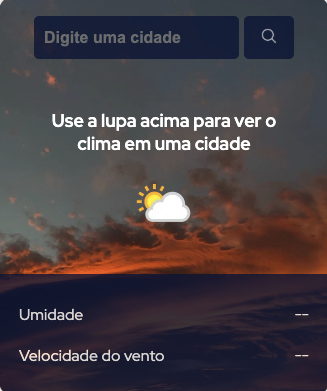 Digite uma cidade
Use a lupa acima para ver o
clima em uma cidade
Umidade --
Velocidade do vento --